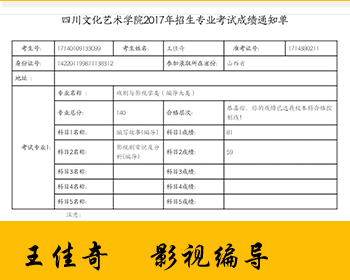 四川文化艺术学院2017年招生专业考试成绩通知单
考生号: 17140109133099 考生姓名: 王佳奇 准考证号: 1714380211
身份证号: 142201199811138312 参加录取所在省份: 山西省
地址:
考试专业1:
专业名称: 戏剧与影视学类(编导大类)
专业总分: 140 合格层次: 恭喜你，你的成绩已达我校本科合格控制线!
科目1名称: 编写故事(编导) 科目1成绩: 81
科目2名称: 影视剧常识及分析(编导) 科目2成绩: 59
科目3名称: 科目3成绩:
科目4名称: 科目4成绩:
科目5名称: 科目5成绩:
注意:
王佳奇 影视编导